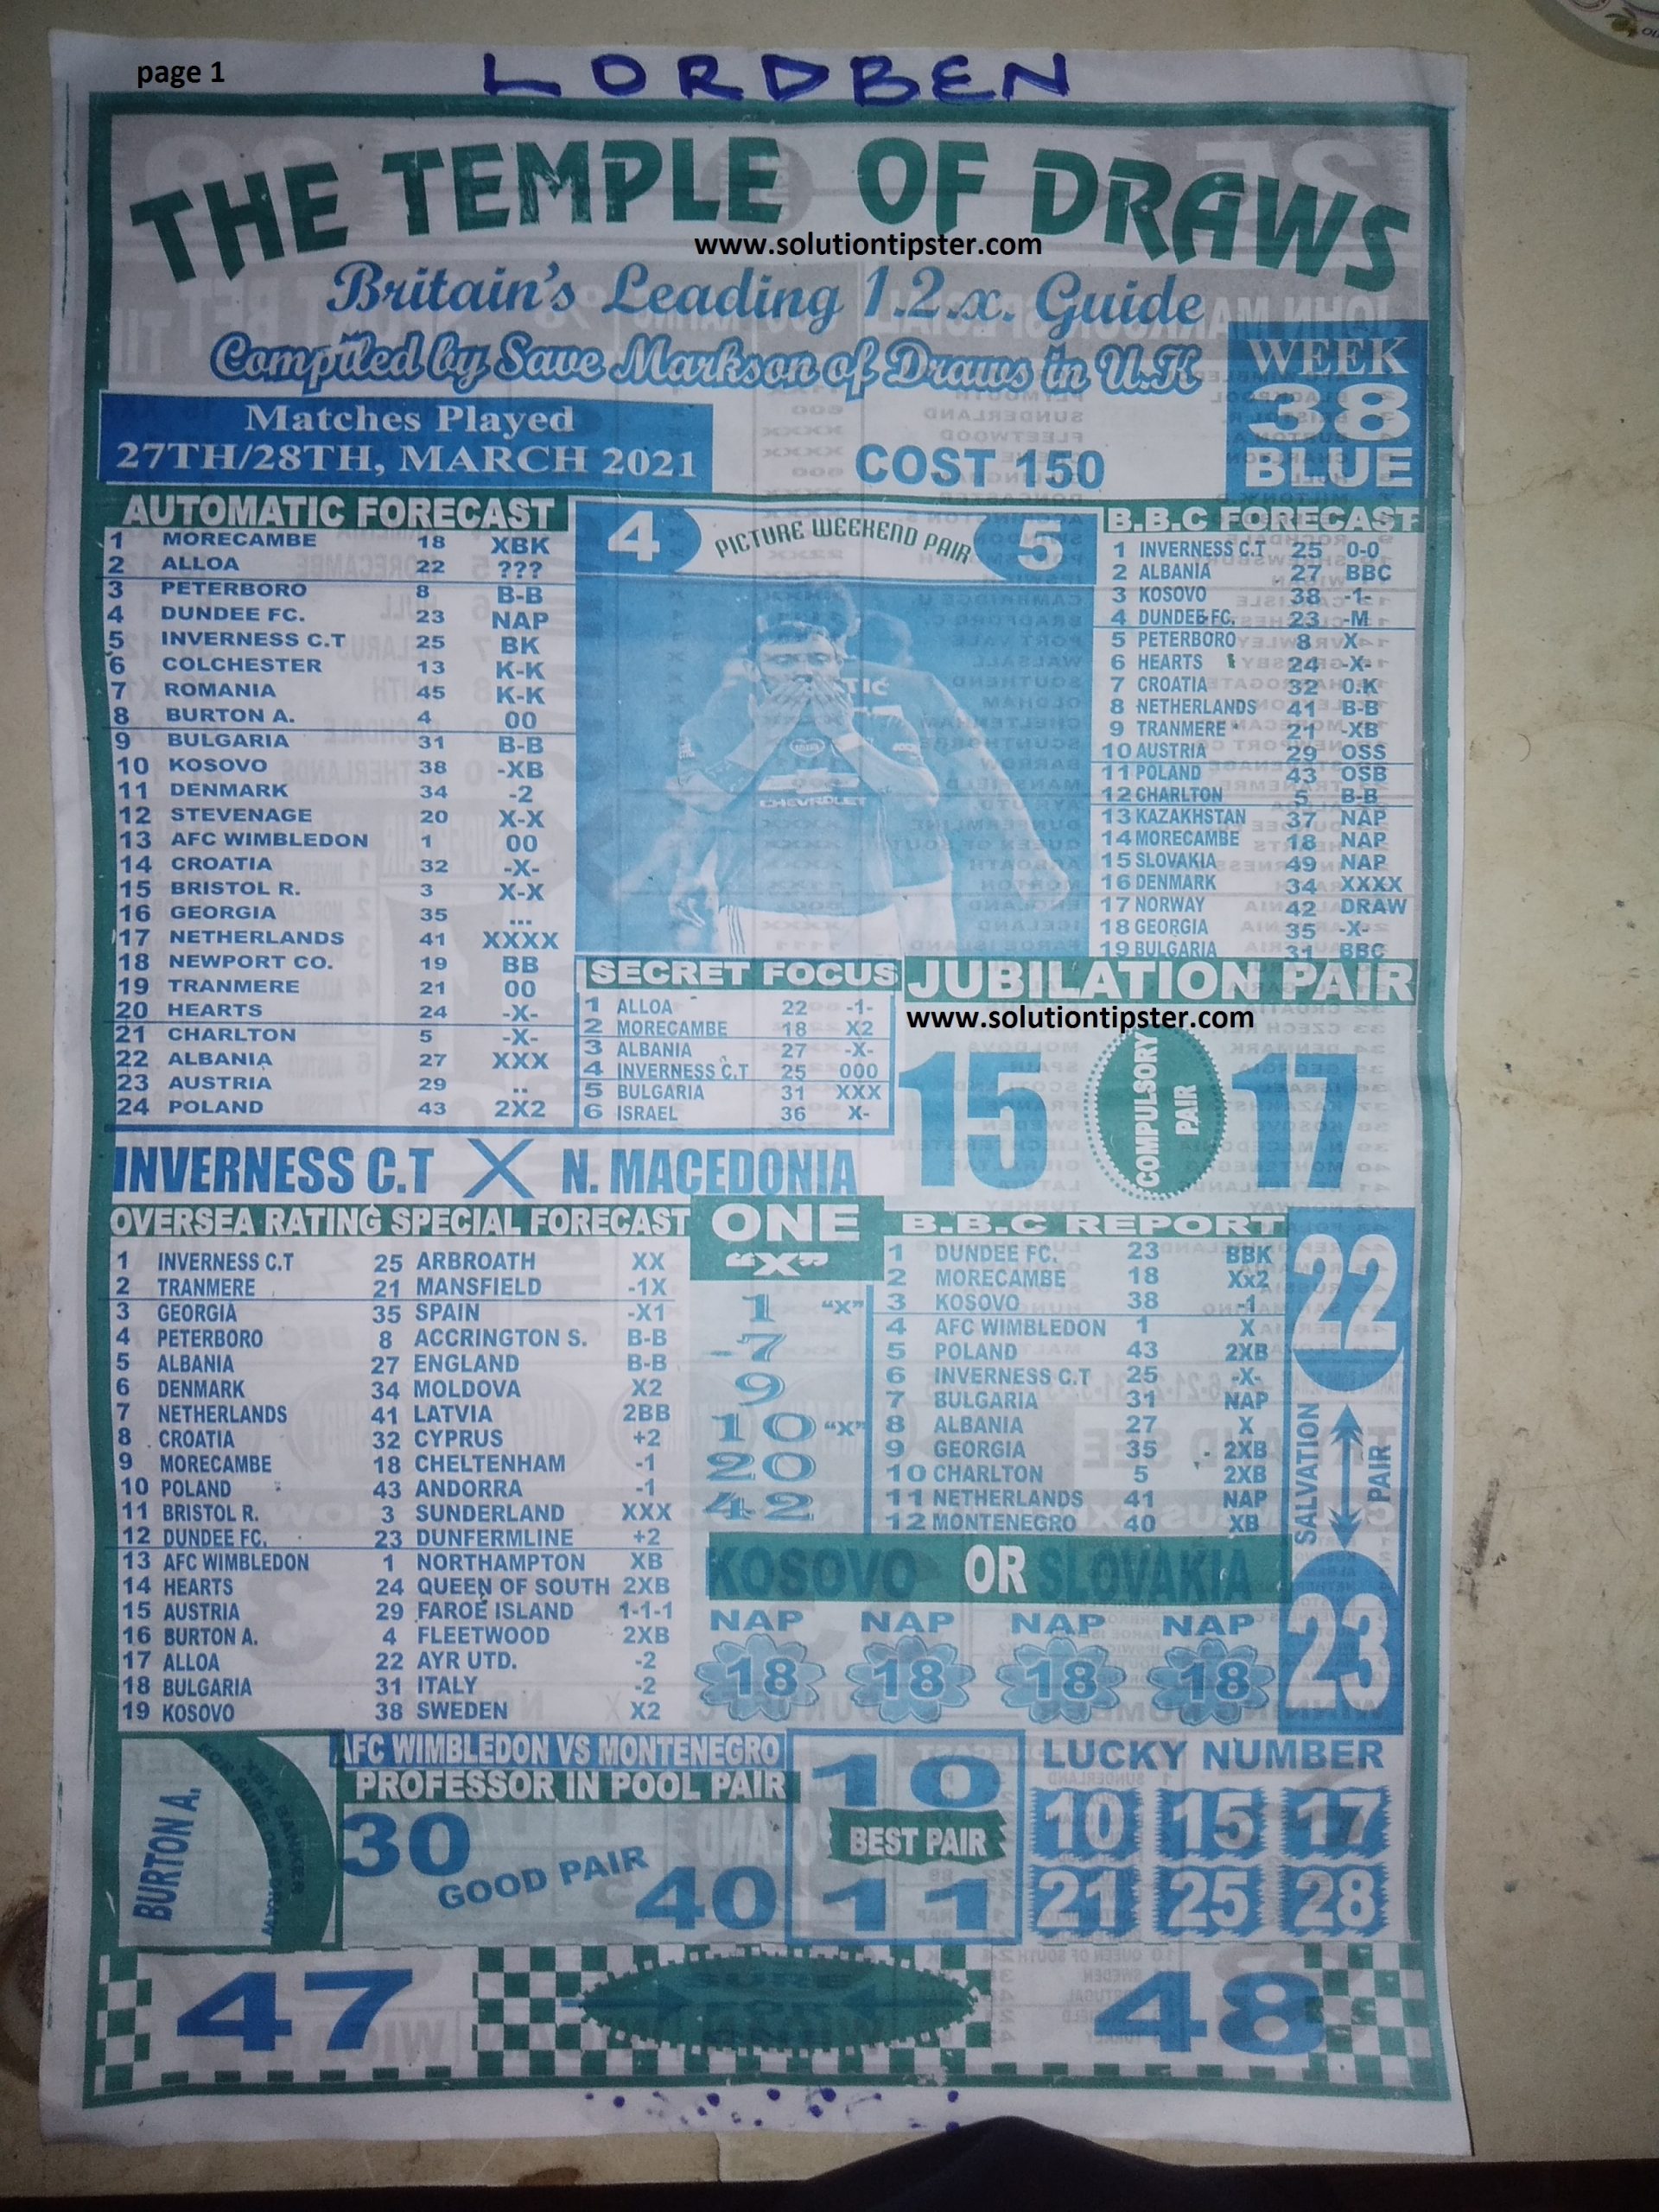 page 1
LORDBEN
THE TEMPLE OF DRAWS
www.solutiontipster.com
Britain's Leading 1.2.x. Guide
Compiled by Save Markson of Draws in U.K
WEEK
38
BLUE
Matches Played
27TH/28TH, MARCH 2021
COST 150
AUTOMATIC FORECAST
1 MORECAMBE 18 XBK
2 ALLOA 22 ???
3 PETERBORO 8 B-B
4 DUNDEE FC. 23 NAP
5 INVERNESS C.T 25 BK
6 COLCHESTER 13 K-K
7 ROMANIA 45 K-K
8 BURTON A. 4 00
9 BULGARIA 31 B-B
10 KOSOVO 38 -XB
11 DENMARK 34 -2
12 STEVENAGE 20 X-X
13 AFC WIMBLEDON 1 00
14 CROATIA 32 -X-
15 BRISTOL R. 3 X-X
16 GEORGIA 35 ...
17 NETHERLANDS 41 XXXX
18 NEWPORT CO. 19 BB
19 TRANMERE 21 00
20 HEARTS 24 -X-
21 CHARLTON 5 -X-
22 ALBANIA 27 XXX
23 AUSTRIA 29 ..
24 POLAND 43 2X2
4 PICTURE WEEKEND PAIR 5
CHEVROLET
B.B.C FORECAST
1 INVERNESS C.T 25 0-0
2 ALBANIA 27 BBC
3 KOSOVO 38 -1-
4 DUNDEE FC. 23 -M
5 PETERBORO 8 X-
6 HEARTS 24 -X-
7 CROATIA 32 O.K
8 NETHERLANDS 41 B-B
9 TRANMERE 21 -XB
10 AUSTRIA 29 OSS
11 POLAND 43 OSB
12 CHARLTON 5 B-B
13 KAZAKHSTAN 37 NAP
14 MORECAMBE 18 NAP
15 SLOVAKIA 49 NAP
16 DENMARK 34 XXXX
17 NORWAY 42 DRAW
18 GEORGIA 35 -X-
19 BULGARIA 31 BBC
SECRET FOCUS
1 ALLOA 22 -1-
2 MORECAMBE 18 X2
3 ALBANIA 27 -X-
4 INVERNESS C.T 25 000
5 BULGARIA 31 XXX
6 ISRAEL 36 X-
JUBILATION PAIR
www.solutiontipster.com
15 COMPULSORY PAIR 17
INVERNESS C.T X N. MACEDONIA
OVERSEA RATING SPECIAL FORECAST
1 INVERNESS C.T 25 ARBROATH XX
2 TRANMERE 21 MANSFIELD -1X
3 GEORGIA 35 SPAIN -X1
4 PETERBORO 8 ACCRINGTON S. B-B
5 ALBANIA 27 ENGLAND B-B
6 DENMARK 34 MOLDOVA X2
7 NETHERLANDS 41 LATVIA 2BB
8 CROATIA 32 CYPRUS +2
9 MORECAMBE 18 CHELTENHAM -1
10 POLAND 43 ANDORRA -1
11 BRISTOL R. 3 SUNDERLAND XXX
12 DUNDEE FC. 23 DUNFERMLINE +2
13 AFC WIMBLEDON 1 NORTHAMPTON XB
14 HEARTS 24 QUEEN OF SOUTH 2XB
15 AUSTRIA 29 FAROE ISLAND 1-1-1
16 BURTON A. 4 FLEETWOOD 2XB
17 ALLOA 22 AYR UTD. -2
18 BULGARIA 31 ITALY -2
19 KOSOVO 38 SWEDEN X2
ONE
"X"
1 "X"
7
9
10 "X"
20
42
B.B.C REPORT
1 DUNDEE FC. 23 BBK
2 MORECAMBE 18 Xx2
3 KOSOVO 38 -1
4 AFC WIMBLEDON 1 X
5 POLAND 43 2XB
6 INVERNESS C.T 25 -X-
7 BULGARIA 31 NAP
8 ALBANIA 27 X
9 GEORGIA 35 2XB
10 CHARLTON 5 2XB
11 NETHERLANDS 41 NAP
12 MONTENEGRO 40 XB
22
SALVATION PAIR
23
KOSOVO OR SLOVAKIA
NAP NAP NAP NAP
18 18 18 18
BURTON A.
XBK BANKER
AFC WIMBLEDON VS MONTENEGRO
PROFESSOR IN POOL PAIR
30 GOOD PAIR 40
10
BEST PAIR
11
LUCKY NUMBER
10 15 17
21 25 28
47 48